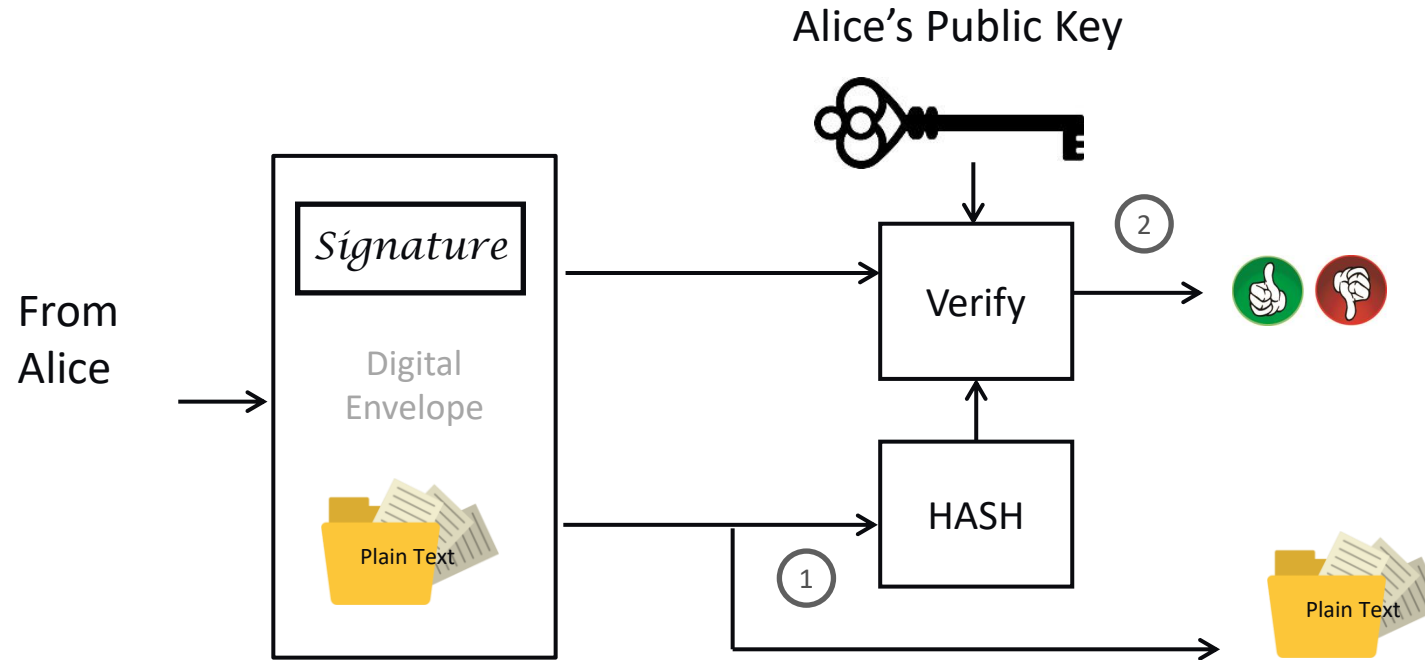 Alice’s Public Key
2
Signature
Verify
From
Alice
Digital
Envelope
HASH
Plain Text
1
Plain Text